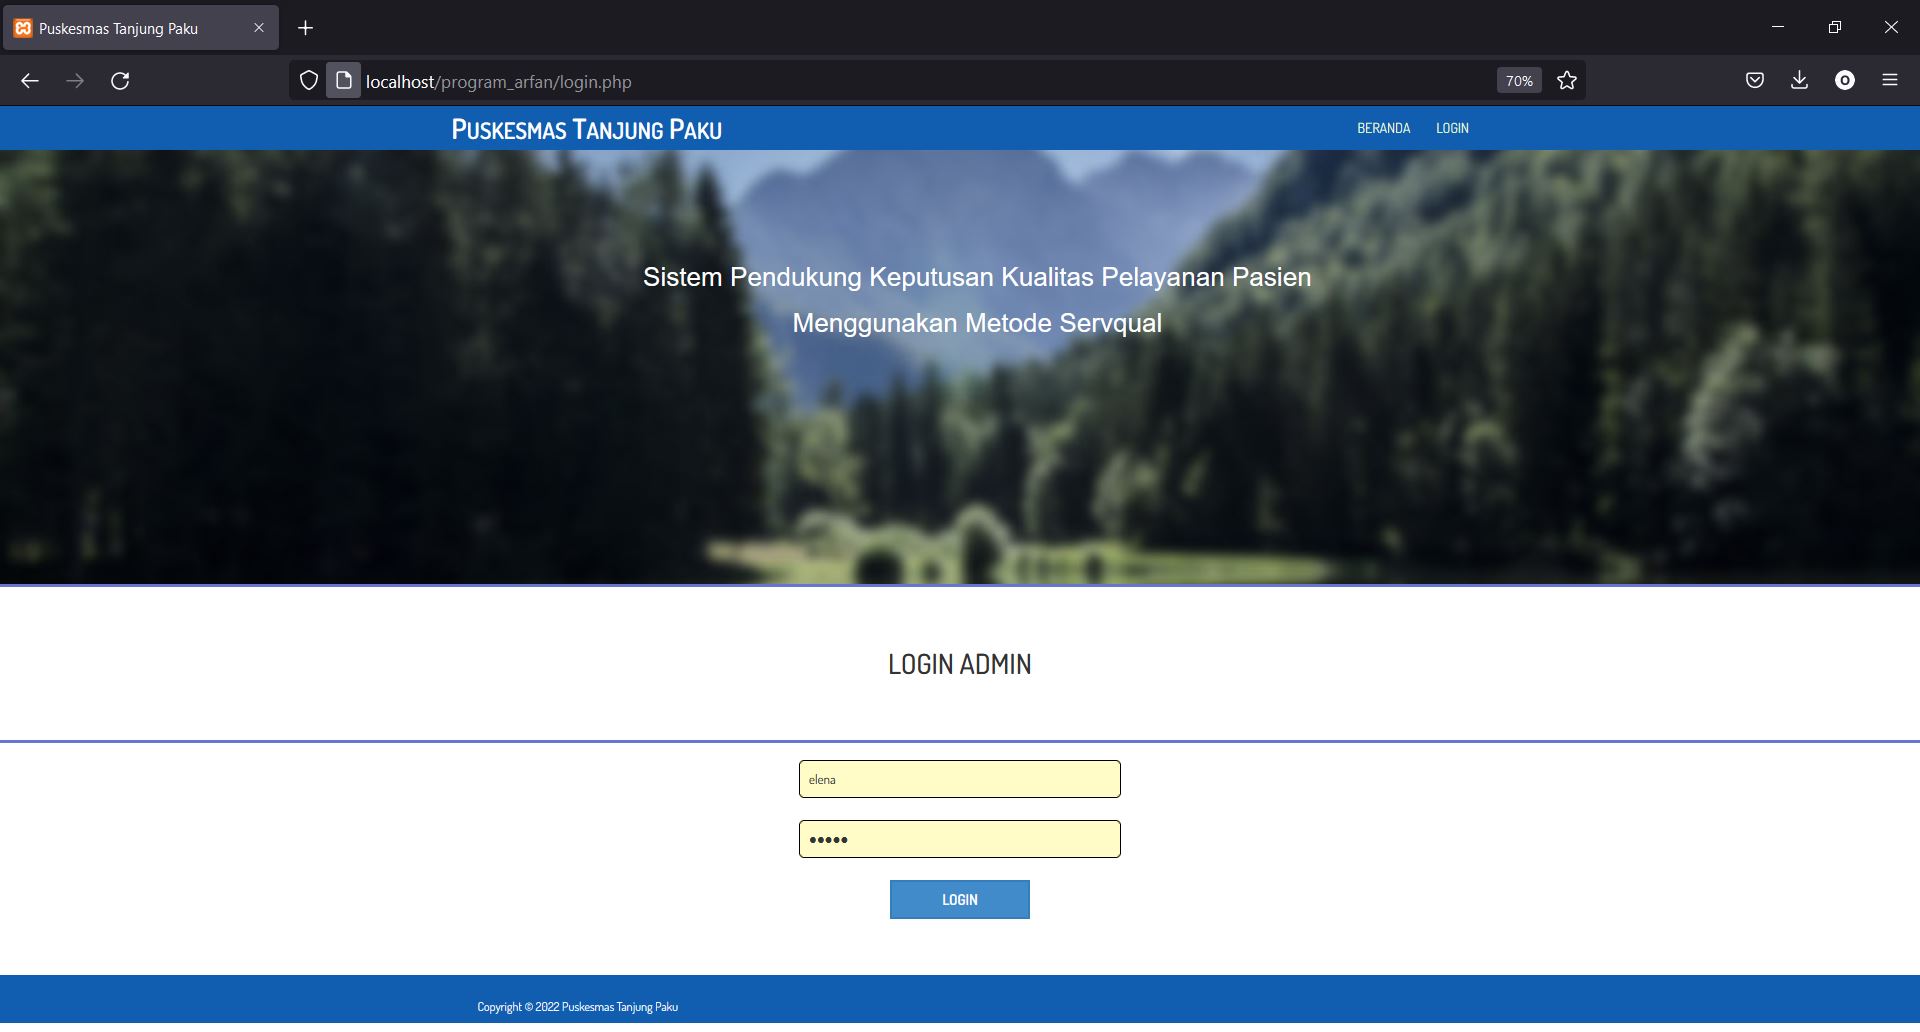 Puskesmas Tanjung Paku
localhost/program_arfan/login.php
70%
PUSKESMAS TANJUNG PAKU
BERANDA
LOGIN
Sistem Pendukung Keputusan Kualitas Pelayanan Pasien
Menggunakan Metode Servqual
LOGIN ADMIN
elena
•••••
LOGIN
Copyright © 2022 Puskesmas Tanjung Paku